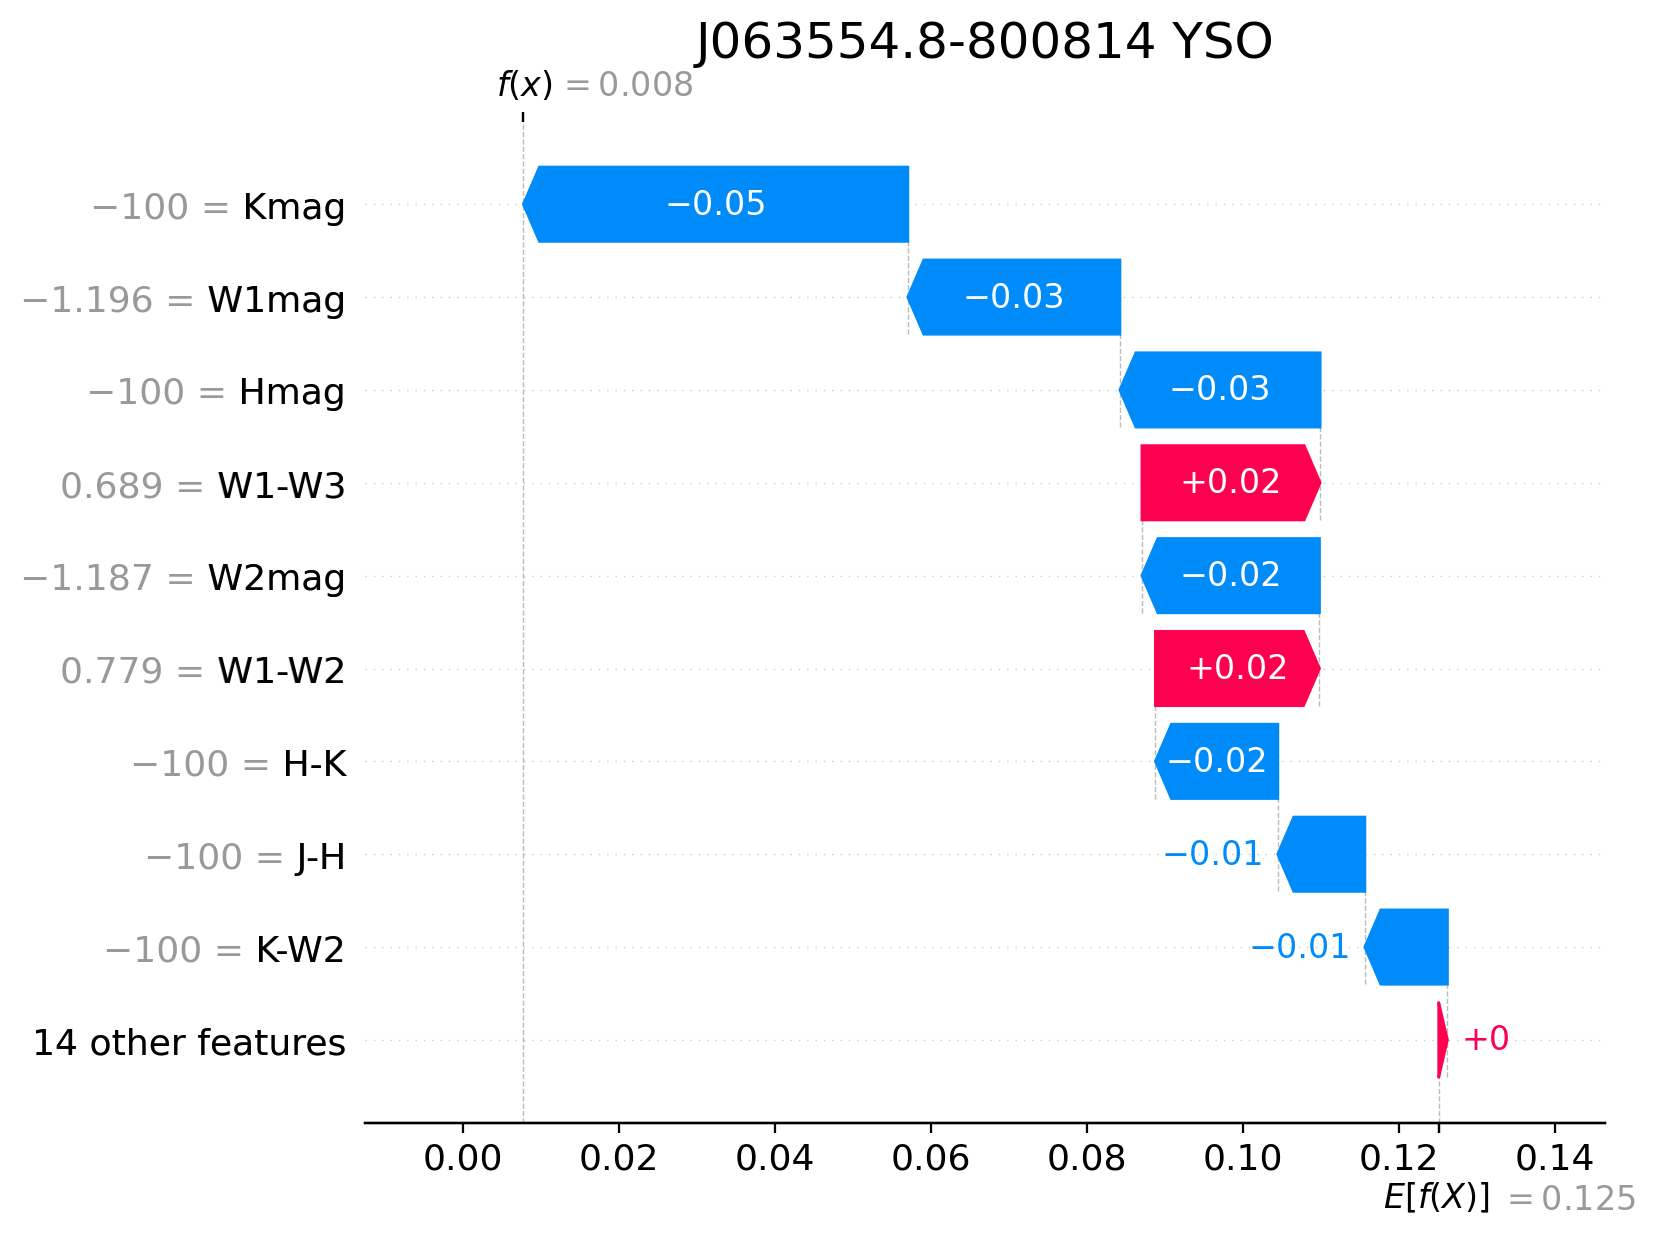 J063554.8-800814 YSO
f(x) = 0.008
−100 = Kmag −0.05
−1.196 = W1mag −0.03
−100 = Hmag −0.03
0.689 = W1-W3 +0.02
−1.187 = W2mag −0.02
0.779 = W1-W2 +0.02
−100 = H-K −0.02
−100 = J-H −0.01
−100 = K-W2 −0.01
14 other features +0
0.00 0.02 0.04 0.06 0.08 0.10 0.12 0.14
E[f(X)] = 0.125